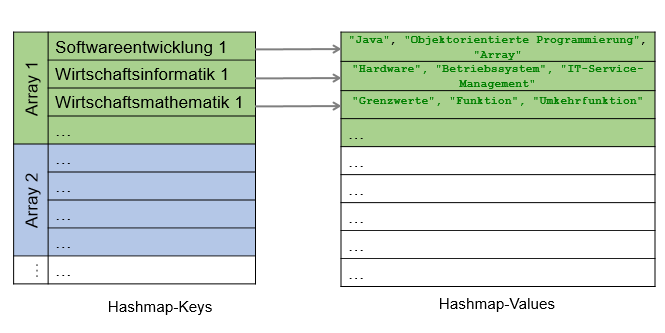 Array 1
Softwareentwicklung 1
Wirtschaftsinformatik 1
Wirtschaftsmathematik 1
...
Array 2
...
...
...
...
...
...
Hashmap-Keys
"Java", "Objektorientierte Programmierung",
"Array"
"Hardware", "Betriebssystem", "IT-Service-
Management"
"Grenzwerte", "Funktion", "Umkehrfunktion"
...
...
...
...
...
...
Hashmap-Values